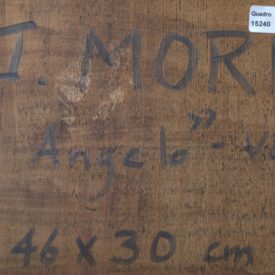 Quadro
15240
I. MOR
" Angelo" - V
46 x 30 cm